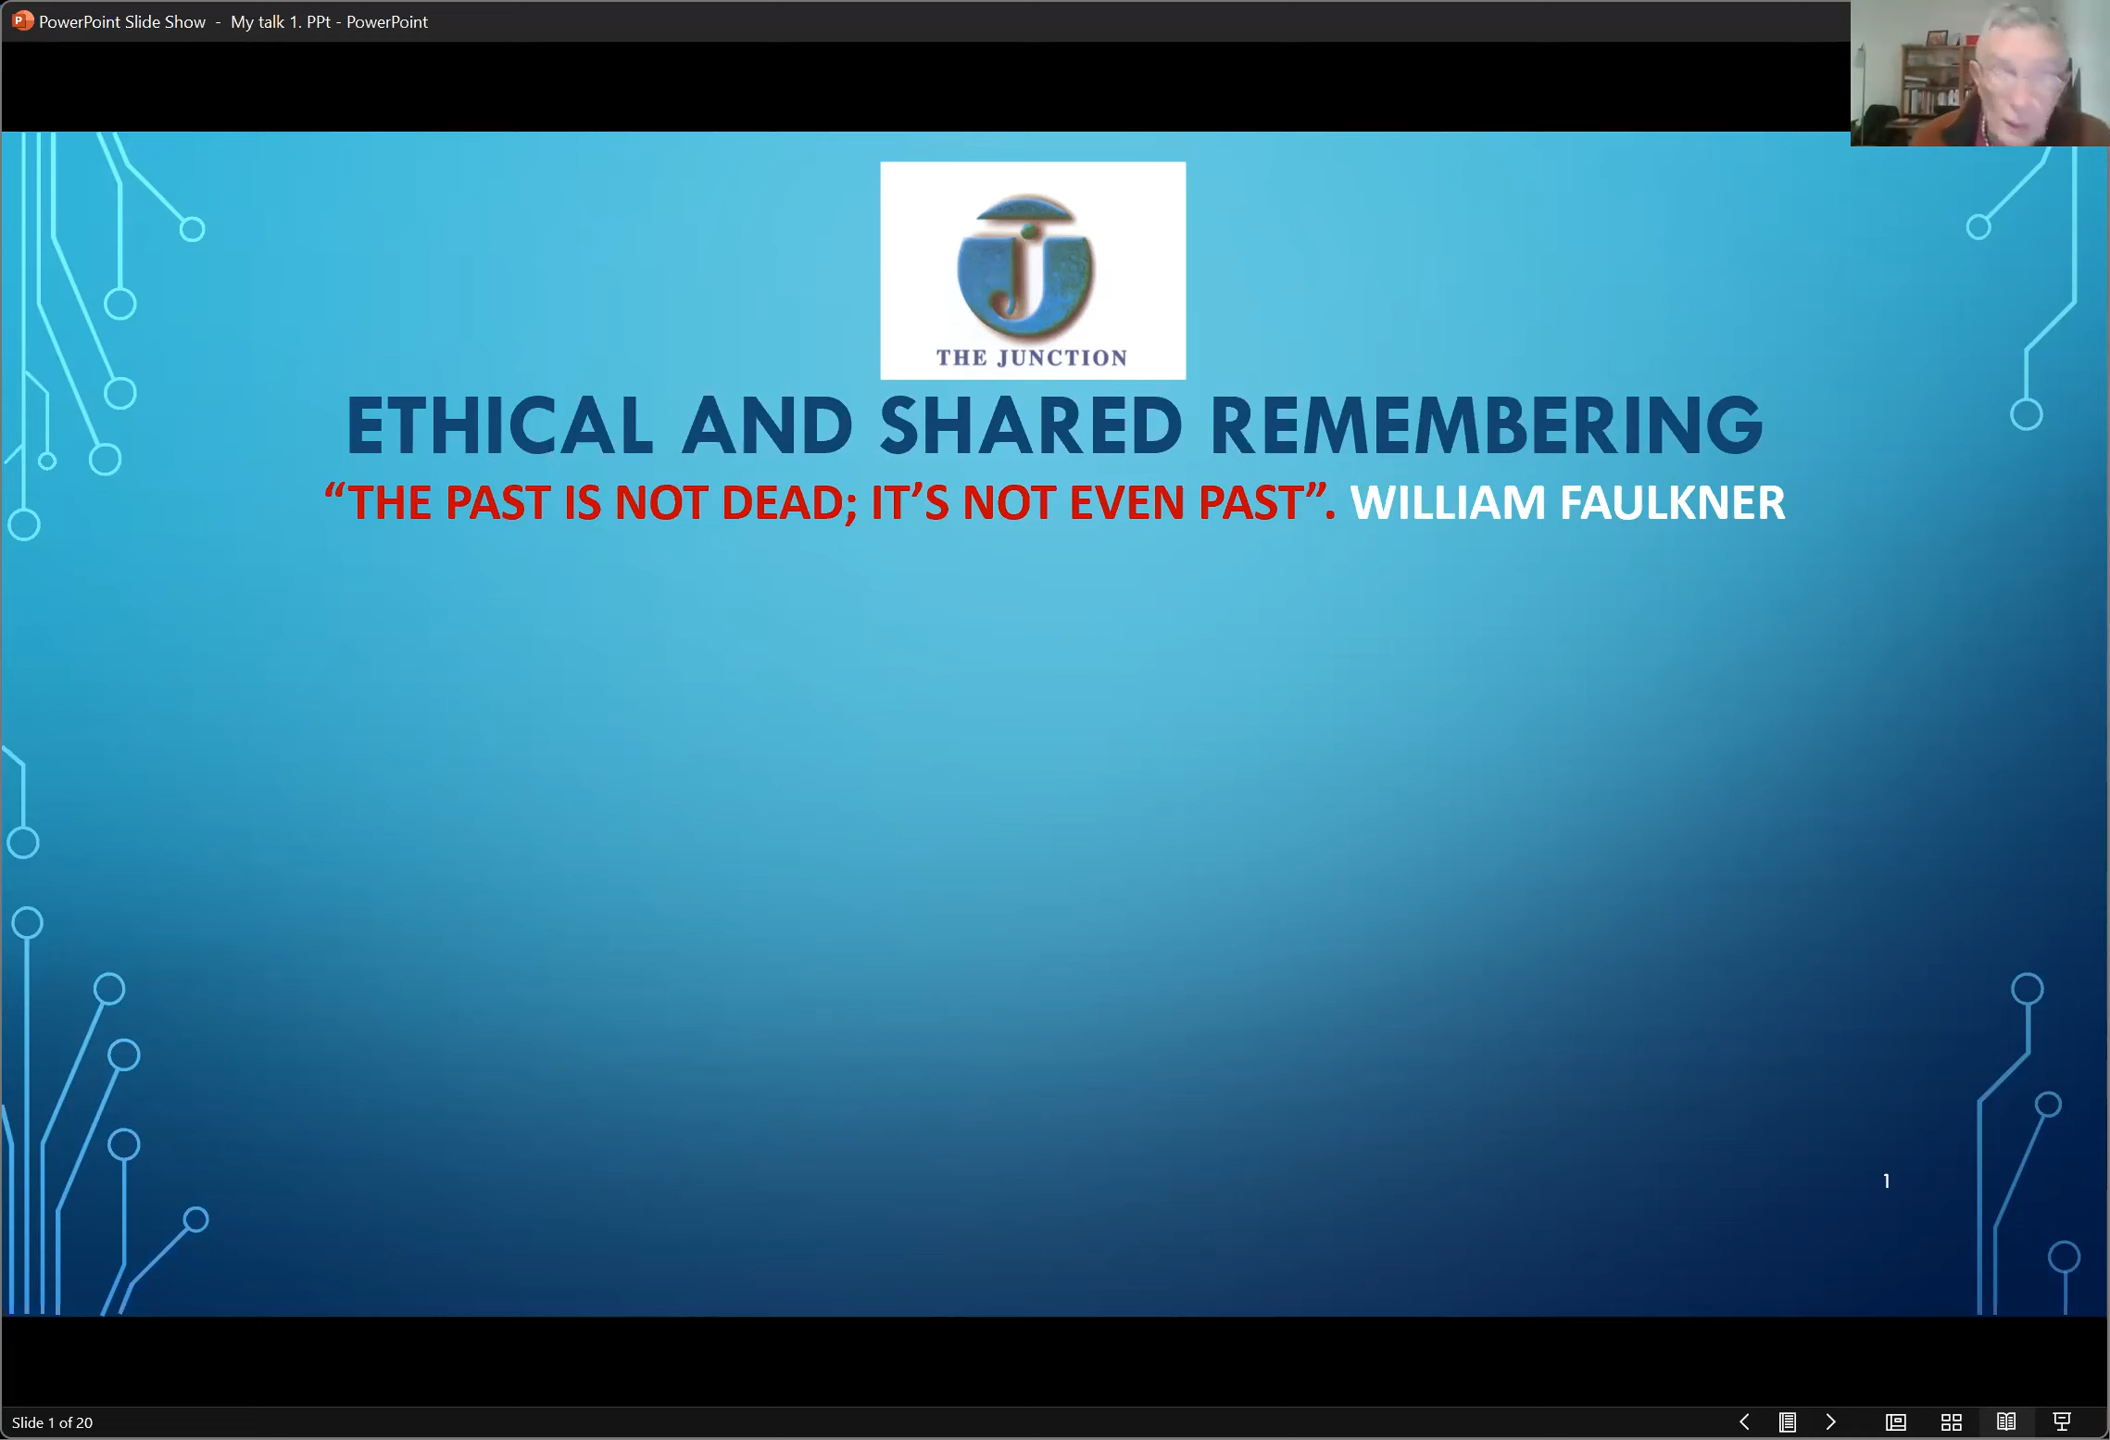 PowerPoint Slide Show - My talk 1. PPt - PowerPoint
THE JUNCTION
ETHICAL AND SHARED REMEMBERING
“THE PAST IS NOT DEAD; IT’S NOT EVEN PAST”. WILLIAM FAULKNER
1
Slide 1 of 20